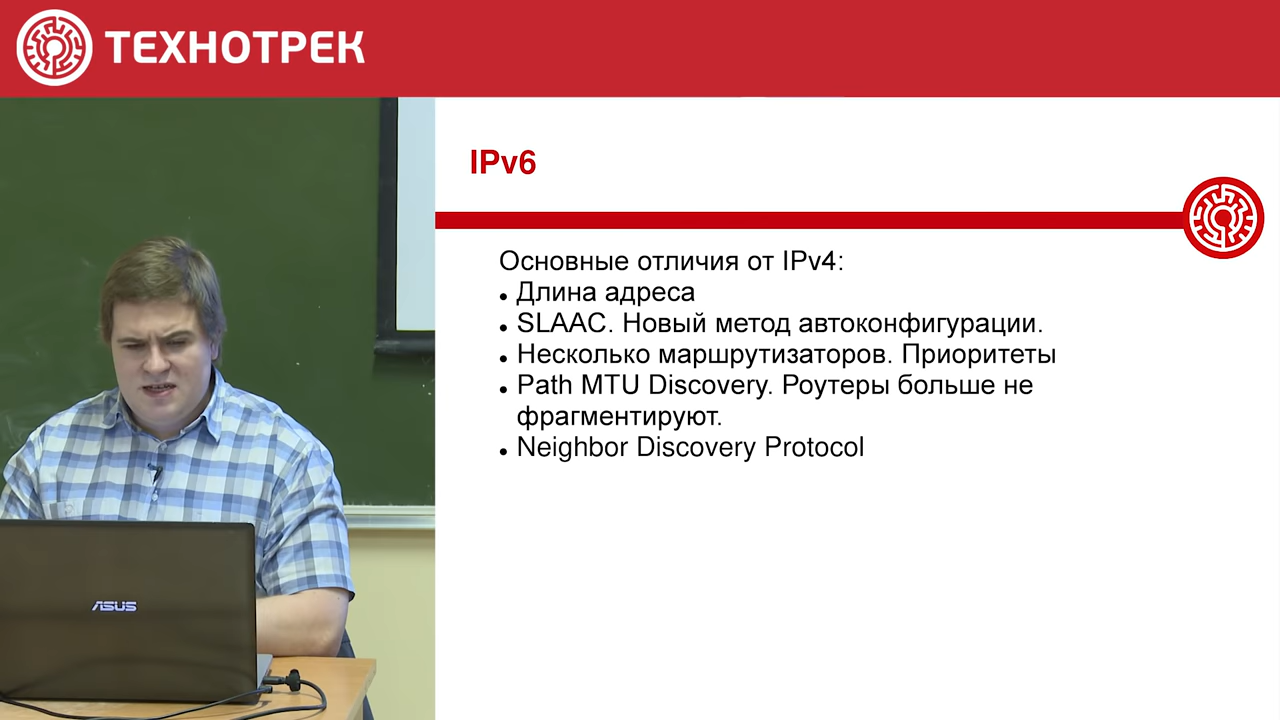 ТЕХНОТРЕК
IPv6
Основные отличия от IPv4:
Длина адреса
SLAAC. Новый метод автоконфигурации.
Несколько маршрутизаторов. Приоритеты
Path MTU Discovery. Роутеры больше не
фрагментируют.
Neighbor Discovery Protocol
ASUS